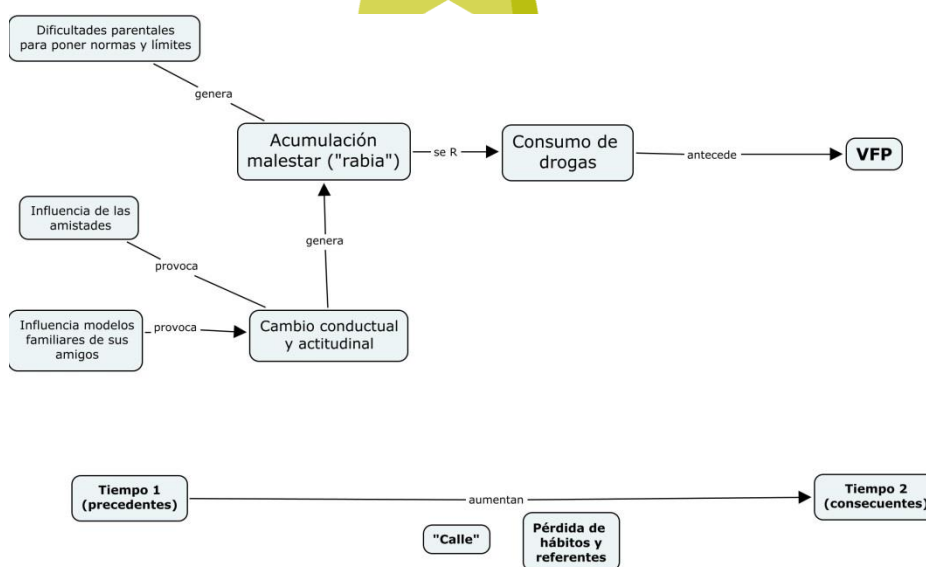 Dificultades parentales
para poner normas y límites
genera
Acumulación
malestar ("rabia")
se R
Consumo de
drogas
antecede
VFP
Influencia de las
amistades
genera
provoca
Influencia modelos
familiares de sus
amigos
provoca
Cambio conductual
y actitudinal
Tiempo 1
(precedentes)
aumentan
Tiempo 2
(consecuentes)
"Calle"
Pérdida de
hábitos y
referentes